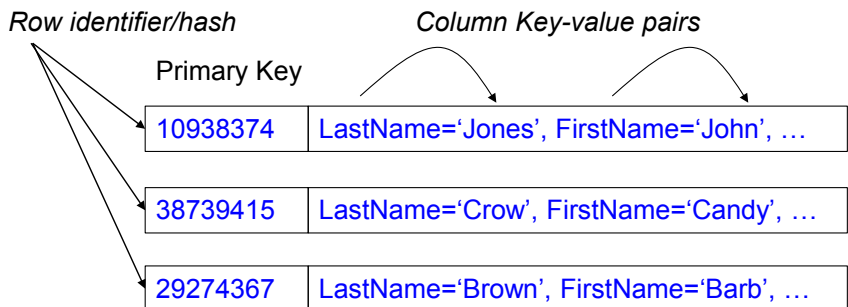 Row identifier/hash Column Key-value pairs
Primary Key
10938374 LastName=‘Jones’, FirstName=‘John’, …
38739415 LastName=‘Crow’, FirstName=‘Candy’, …
29274367 LastName=‘Brown’, FirstName=‘Barb’, …